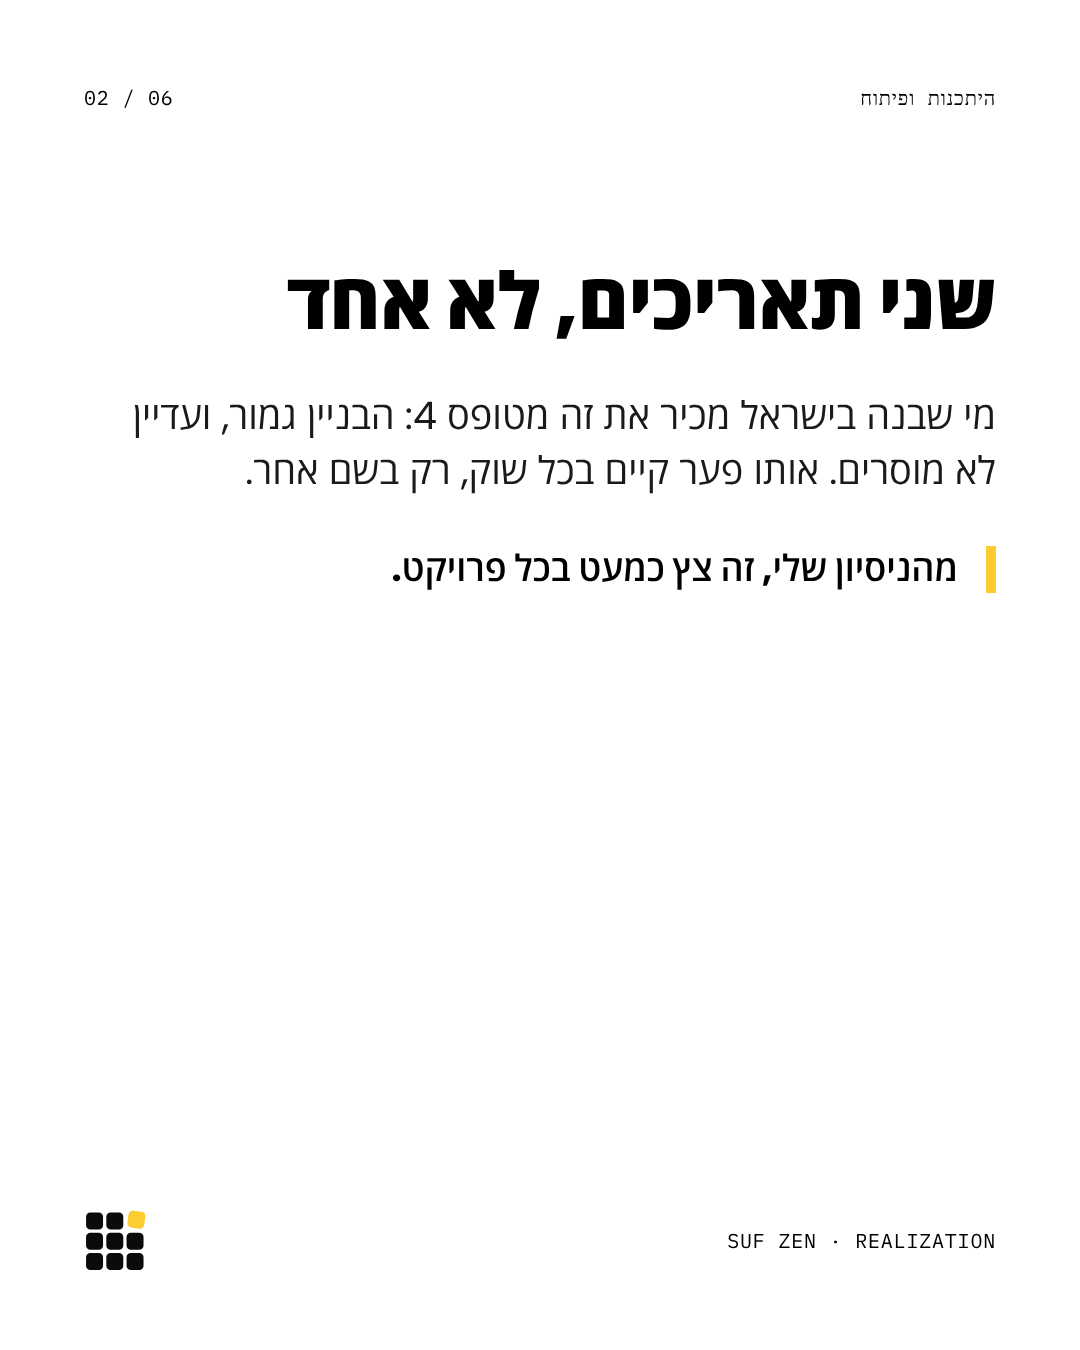 היתכנות ופיתוח
02 / 06
שני תאריכים, לא אחד
מי שבנה בישראל מכיר את זה מטופס 4: הבניין גמור, ועדיין
לא מוסרים. אותו פער קיים בכל שוק, רק בשם אחר.
מהניסיון שלי, זה צץ כמעט בכל פרויקט.
SUF ZEN · REALIZATION